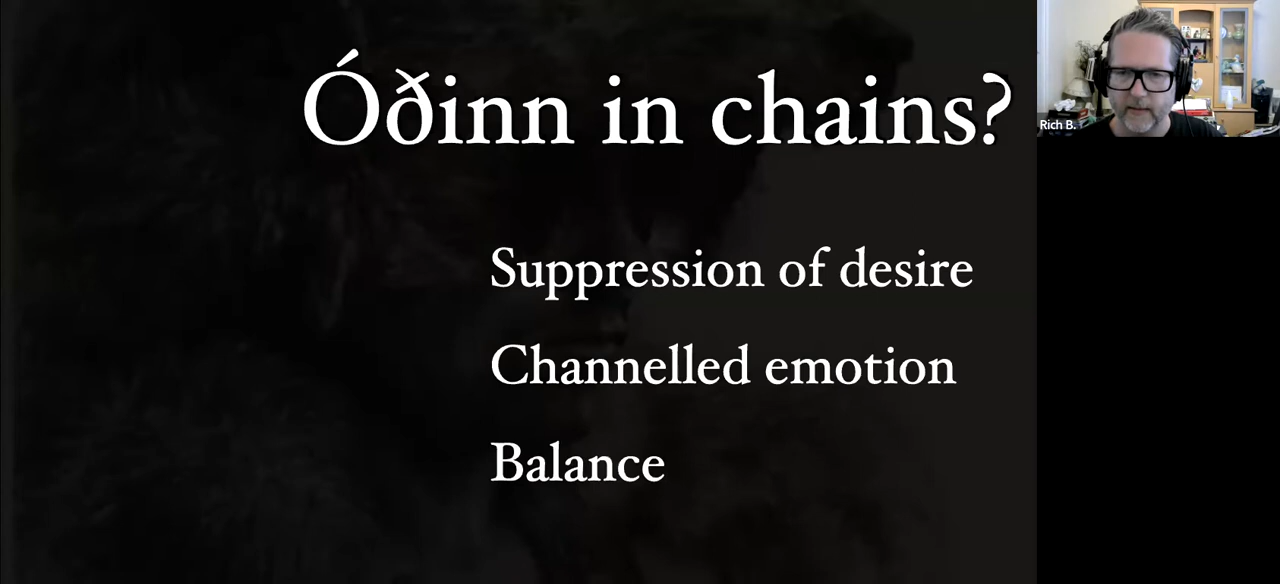 Óðinn in chains?
Rich B.
Suppression of desire
Channelled emotion
Balance